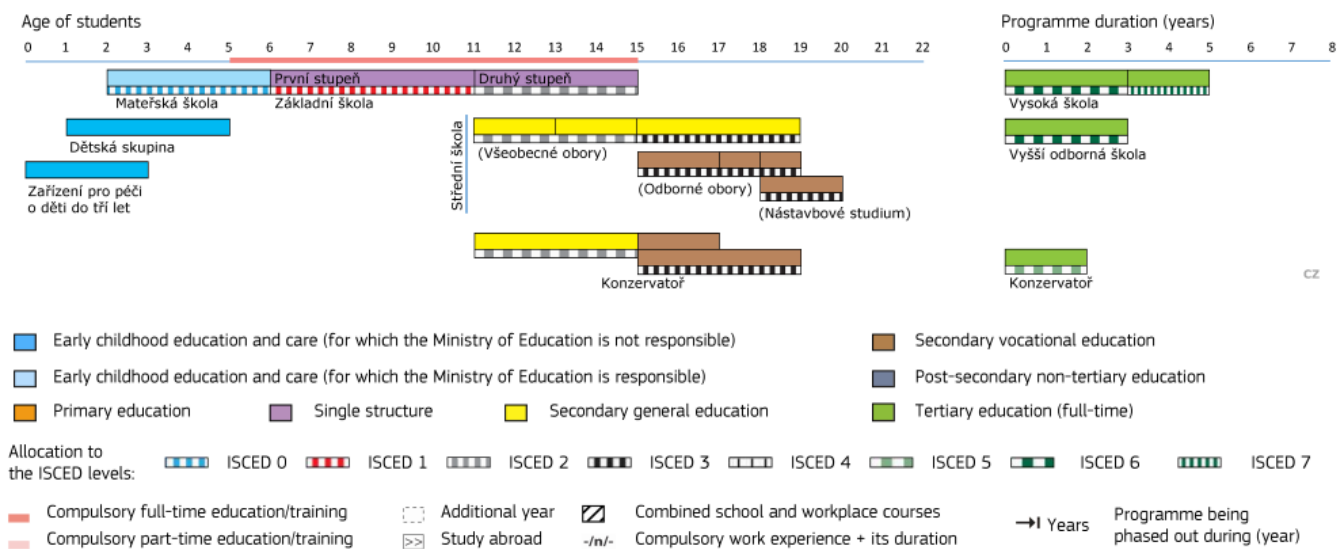 Age of students
Programme duration (years)
0 1 2 3 4 5 6 7 8 9 10 11 12 13 14 15 16 17 18 19 20 21 22
0 1 2 3 4 5 6 7 8
První stupeň
Druhý stupeň
Mateřská škola
Základní škola
Vysoká škola
Dětská skupina
Střední škola
(Všeobecné obory)
Vyšší odborná škola
Zařízení pro péči
o děti do tří let
(Odborné obory)
(Nástavbové studium)
Konzervatoř
Konzervatoř
CZ
Early childhood education and care (for which the Ministry of Education is not responsible)
Secondary vocational education
Early childhood education and care (for which the Ministry of Education is responsible)
Post-secondary non-tertiary education
Primary education
Single structure
Secondary general education
Tertiary education (full-time)
Allocation to
the ISCED levels:
ISCED 0
ISCED 1
ISCED 2
ISCED 3
ISCED 4
ISCED 5
ISCED 6
ISCED 7
Compulsory full-time education/training
Additional year
Combined school and workplace courses
Years
Programme being
phased out during (year)
Compulsory part-time education/training
>>
Study abroad
-/n/-
Compulsory work experience + its duration